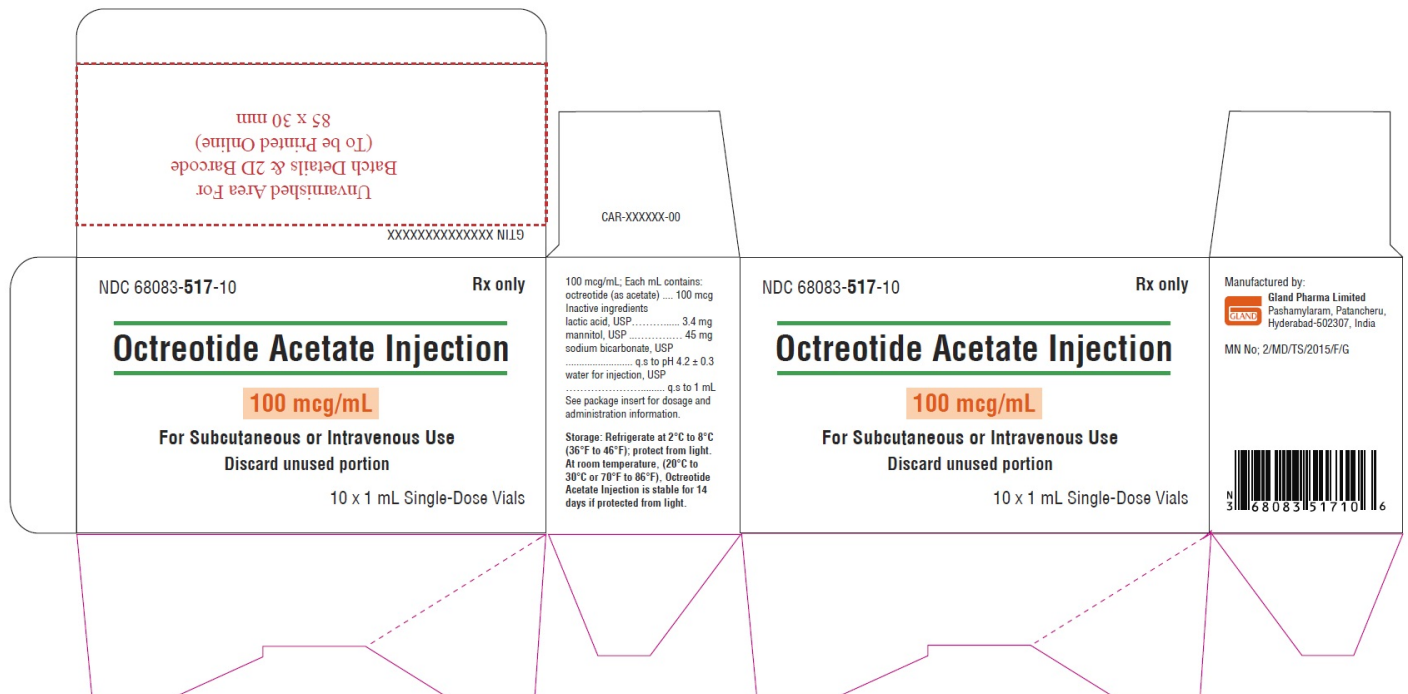 Unvarnished Area For
Batch Details & 2D Barcode
(To be Printed Online)
85 x 30 mm
GTIN XXXXXXXXXXXXXX
NDC 68083-517-10
Rx only
Octreotide Acetate Injection
100 mcg/mL
For Subcutaneous or Intravenous Use
Discard unused portion
10 x 1 mL Single-Dose Vials
CAR-XXXXXX-00
100 mcg/mL; Each mL contains:
octreotide (as acetate) .... 100 mcg
Inactive ingredients
lactic acid, USP............... 3.4 mg
mannitol, USP ................ 45 mg
sodium bicarbonate, USP
........................ q.s to pH 4.2 ± 0.3
water for injection, USP
.................................. q.s to 1 mL
See package insert for dosage and
administration information.
Storage: Refrigerate at 2°C to 8°C
(36°F to 46°F); protect from light.
At room temperature, (20°C to
30°C or 70°F to 86°F), Octreotide
Acetate Injection is stable for 14
days if protected from light.
NDC 68083-517-10
Rx only
Octreotide Acetate Injection
100 mcg/mL
For Subcutaneous or Intravenous Use
Discard unused portion
10 x 1 mL Single-Dose Vials
Manufactured by:
GLAND
Gland Pharma Limited
Pashamylaram, Patancheru,
Hyderabad-502307, India
MN No; 2/MD/TS/2015/F/G
N
3 68083 51710 6